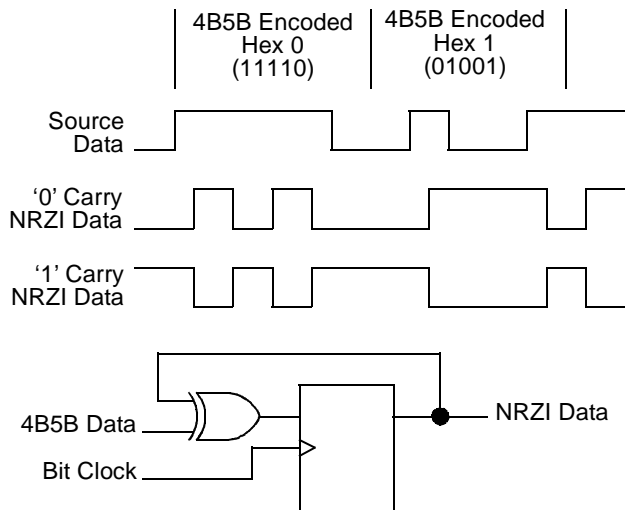 4B5B Encoded
Hex 0
(11110)
4B5B Encoded
Hex 1
(01001)
Source
Data
‘0’ Carry
NRZI Data
‘1’ Carry
NRZI Data
4B5B Data
NRZI Data
Bit Clock